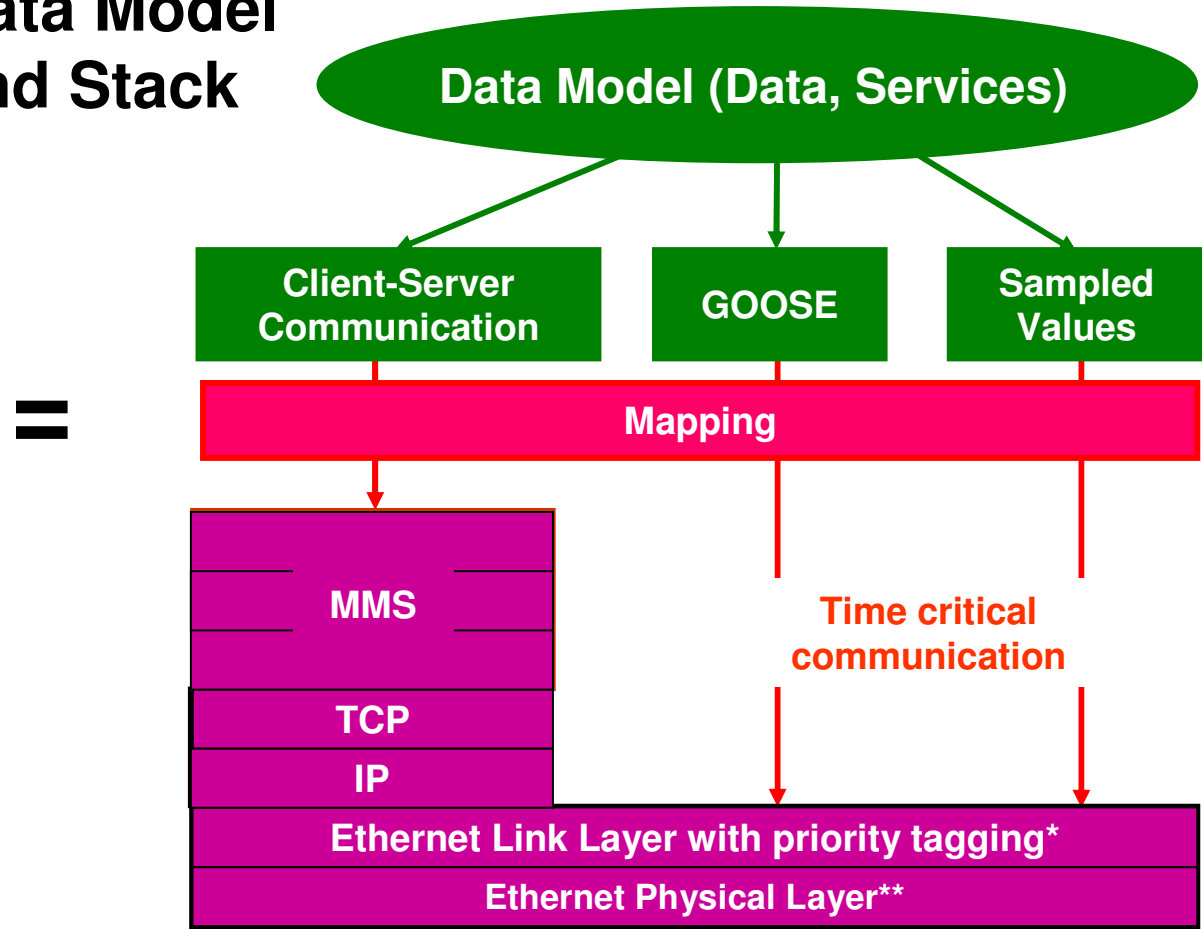 ata Model
nd Stack
Data Model (Data, Services)
Client-Server
Communication
GOOSE
Sampled
Values
=
Mapping
MMS
Time critical
communication
TCP
IP
Ethernet Link Layer with priority tagging*
Ethernet Physical Layer**